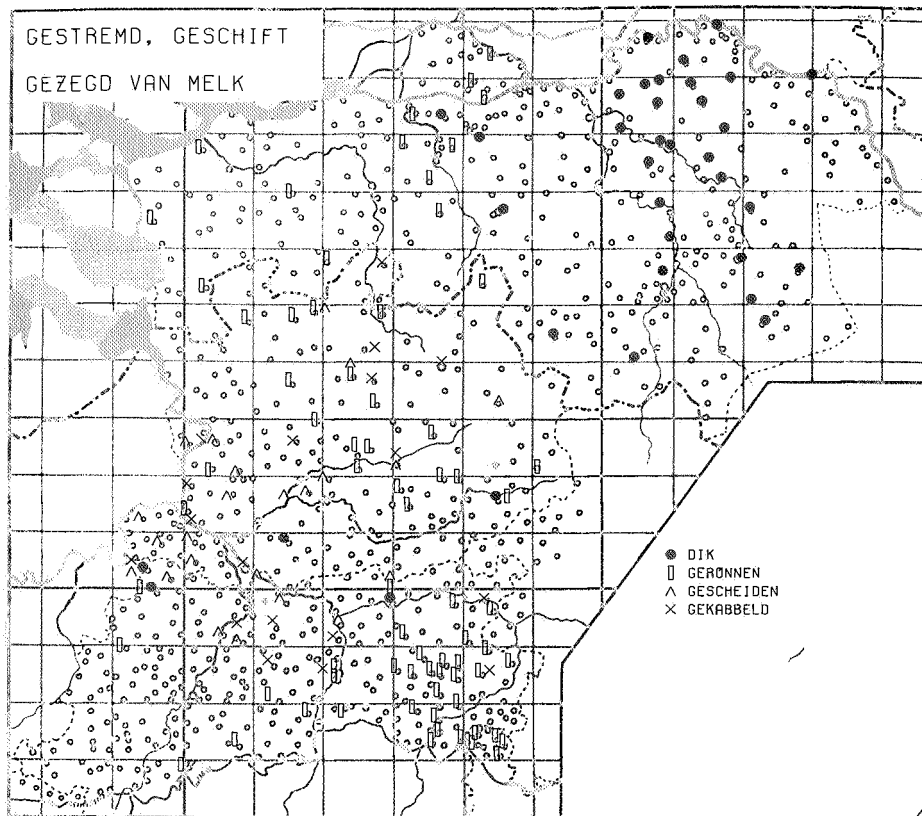 GESTREMD, GESCHIFT
GEZEGD VAN MELK
DIK
GERONNEN
GESCHEIDEN
GEKABBELD